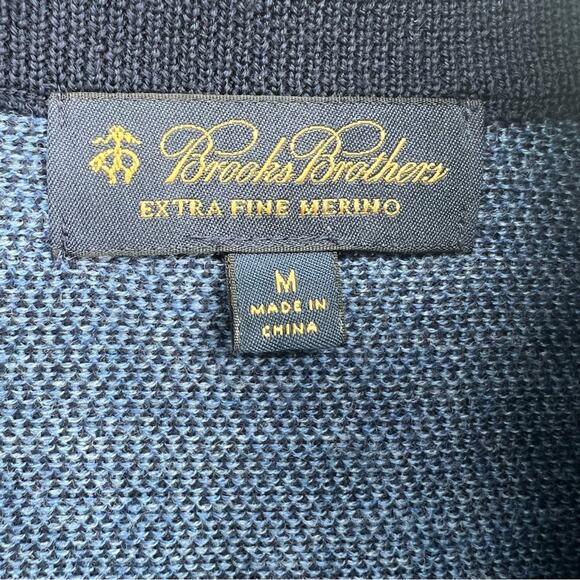 Brooks Brothers
EXTRA FINE MERINO
M
MADE IN
CHINA